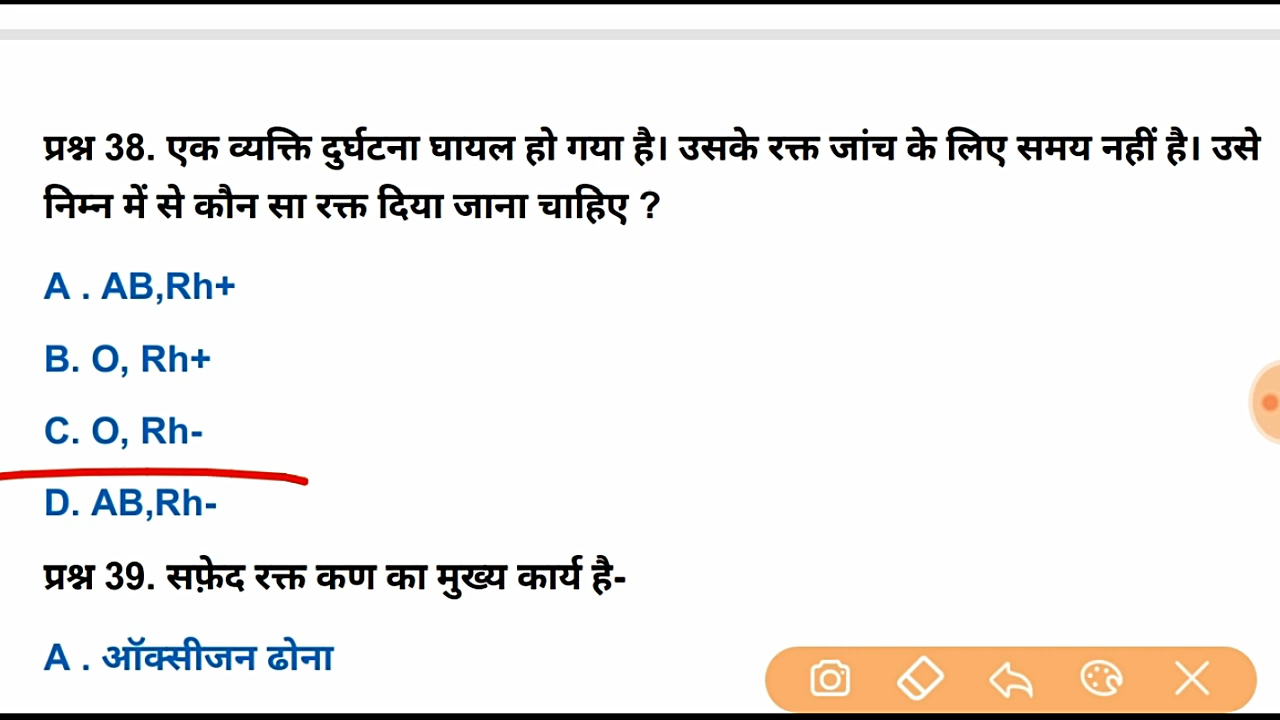 प्रश्न 38. एक व्यक्ति दुर्घटना घायल हो गया है। उसके रक्त जांच के लिए समय नहीं है। उसे
निम्न में से कौन सा रक्त दिया जाना चाहिए ?
A . AB,Rh+
B. O, Rh+
C. O, Rh-
D. AB,Rh-
प्रश्न 39. सफ़ेद रक्त कण का मुख्य कार्य है-
A . ऑक्सीजन ढोना